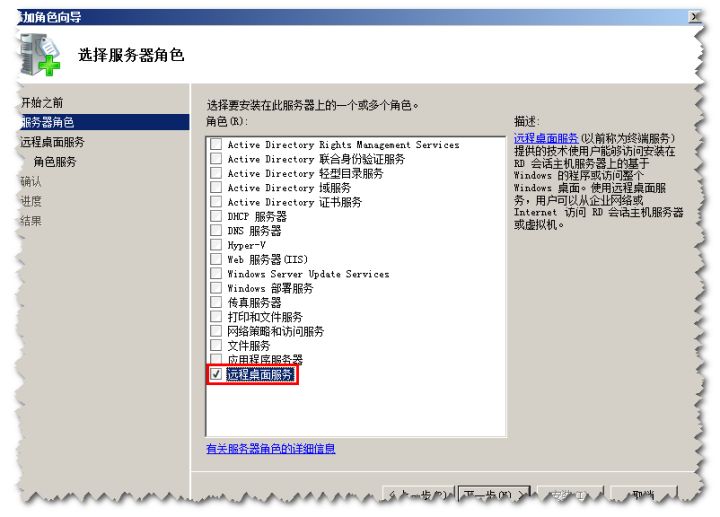 添加角色向导
选择服务器角色
开始之前
服务器角色
远程桌面服务
角色服务
确认
进度
结果
选择要安装在此服务器上的一个或多个角色。
角色(R):
Active Directory Rights Management Services
Active Directory 联合身份验证服务
Active Directory 轻型目录服务
Active Directory 域服务
Active Directory 证书服务
DHCP 服务器
DNS 服务器
Hyper-V
Web 服务器(IIS)
Windows Server Update Services
Windows 部署服务
传真服务器
打印和文件服务
网络策略和访问服务
文件服务
应用程序服务器
远程桌面服务
有关服务器角色的详细信息
描述:
远程桌面服务(以前称为终端服务)
提供的技术使用户能够访问安装在
RD 会话主机服务器上的基于
Windows 的程序或访问整个
Windows 桌面。使用远程桌面服
务，用户可以从企业网络或
Internet 访问 RD 会话主机服务器
或虚拟机。
< 上一步(P)
下一步(N) >
安装(I)
取消